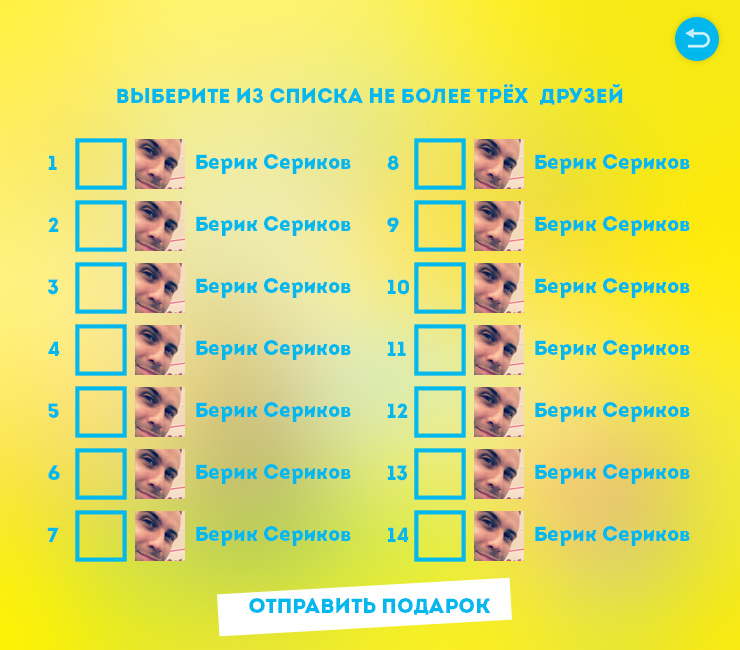 ВЫБЕРИТЕ ИЗ СПИСКА НЕ БОЛЕЕ ТРЁХ ДРУЗЕЙ
1 Берик Сериков
2 Берик Сериков
3 Берик Сериков
4 Берик Сериков
5 Берик Сериков
6 Берик Сериков
7 Берик Сериков
8 Берик Сериков
9 Берик Сериков
10 Берик Сериков
11 Берик Сериков
12 Берик Сериков
13 Берик Сериков
14 Берик Сериков
ОТПРАВИТЬ ПОДАРОК